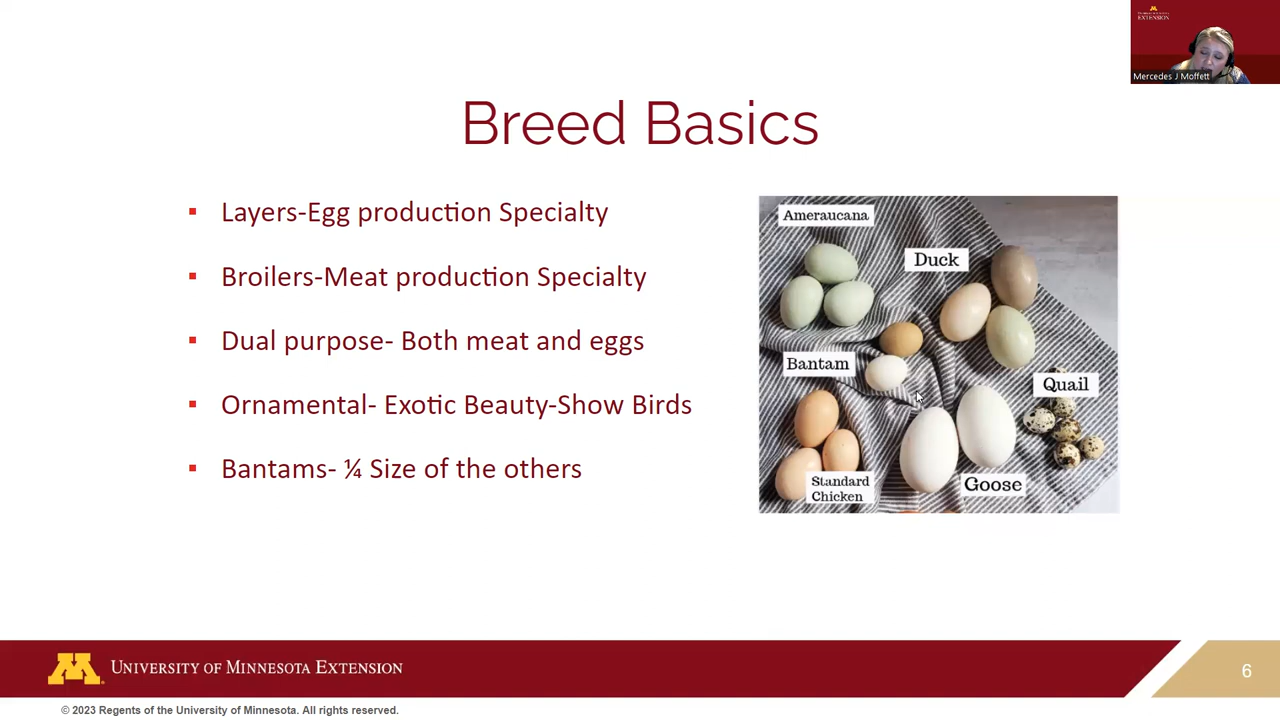 EXTENSION
Mercedes J Moffett
Breed Basics
▪ Layers-Egg production Specialty
▪ Broilers-Meat production Specialty
▪ Dual purpose- Both meat and eggs
▪ Ornamental- Exotic Beauty-Show Birds
▪ Bantams- ¼ Size of the others
Ameraucana
Duck
Bantam
Quail
Standard
Chicken
Goose
UNIVERSITY OF MINNESOTA EXTENSION
6
© 2023 Regents of the University of Minnesota. All rights reserved.